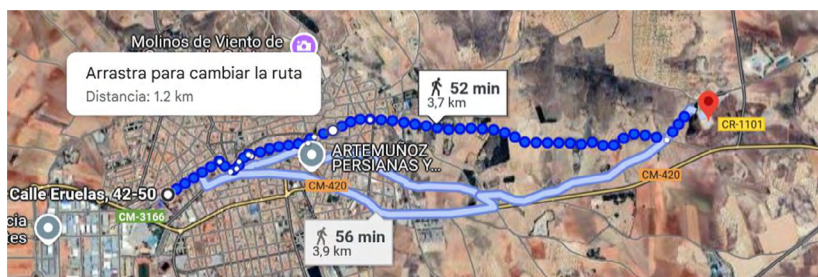 Molinos de Viento de
Arrastra para cambiar la ruta
Distancia: 1.2 km
52 min
3,7 km
CR-1101
ARTEMUÑOZ
PERSIANAS Y...
Calle Eruelas, 42-50
CM-420
CM-420
CM-3166
56 min
3,9 km